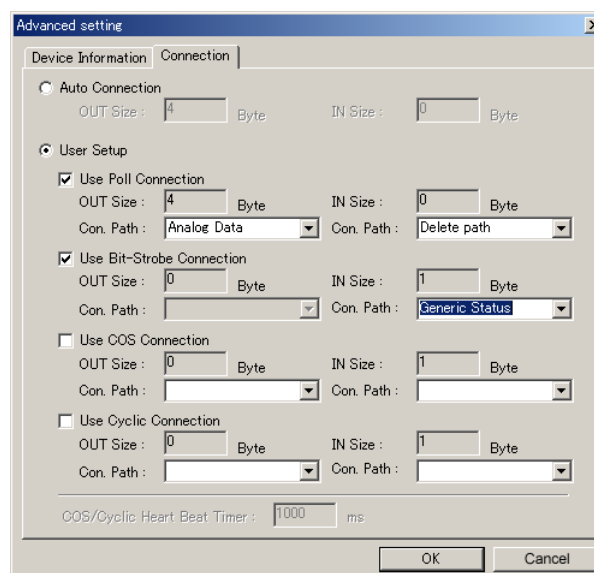 Advanced setting
Device Information Connection
Auto Connection
OUT Size : 4 Byte IN Size : 0 Byte
User Setup
Use Poll Connection
OUT Size : 4 Byte IN Size : 0 Byte
Con. Path : Analog Data Con. Path : Delete path
Use Bit-Strobe Connection
OUT Size : 0 Byte IN Size : 1 Byte
Con. Path : Con. Path : Generic Status
Use COS Connection
OUT Size : 0 Byte IN Size : 1 Byte
Con. Path : Con. Path :
Use Cyclic Connection
OUT Size : 0 Byte IN Size : 1 Byte
Con. Path : Con. Path :
COS/Cyclic Heart Beat Timer : 1000 ms
OK Cancel